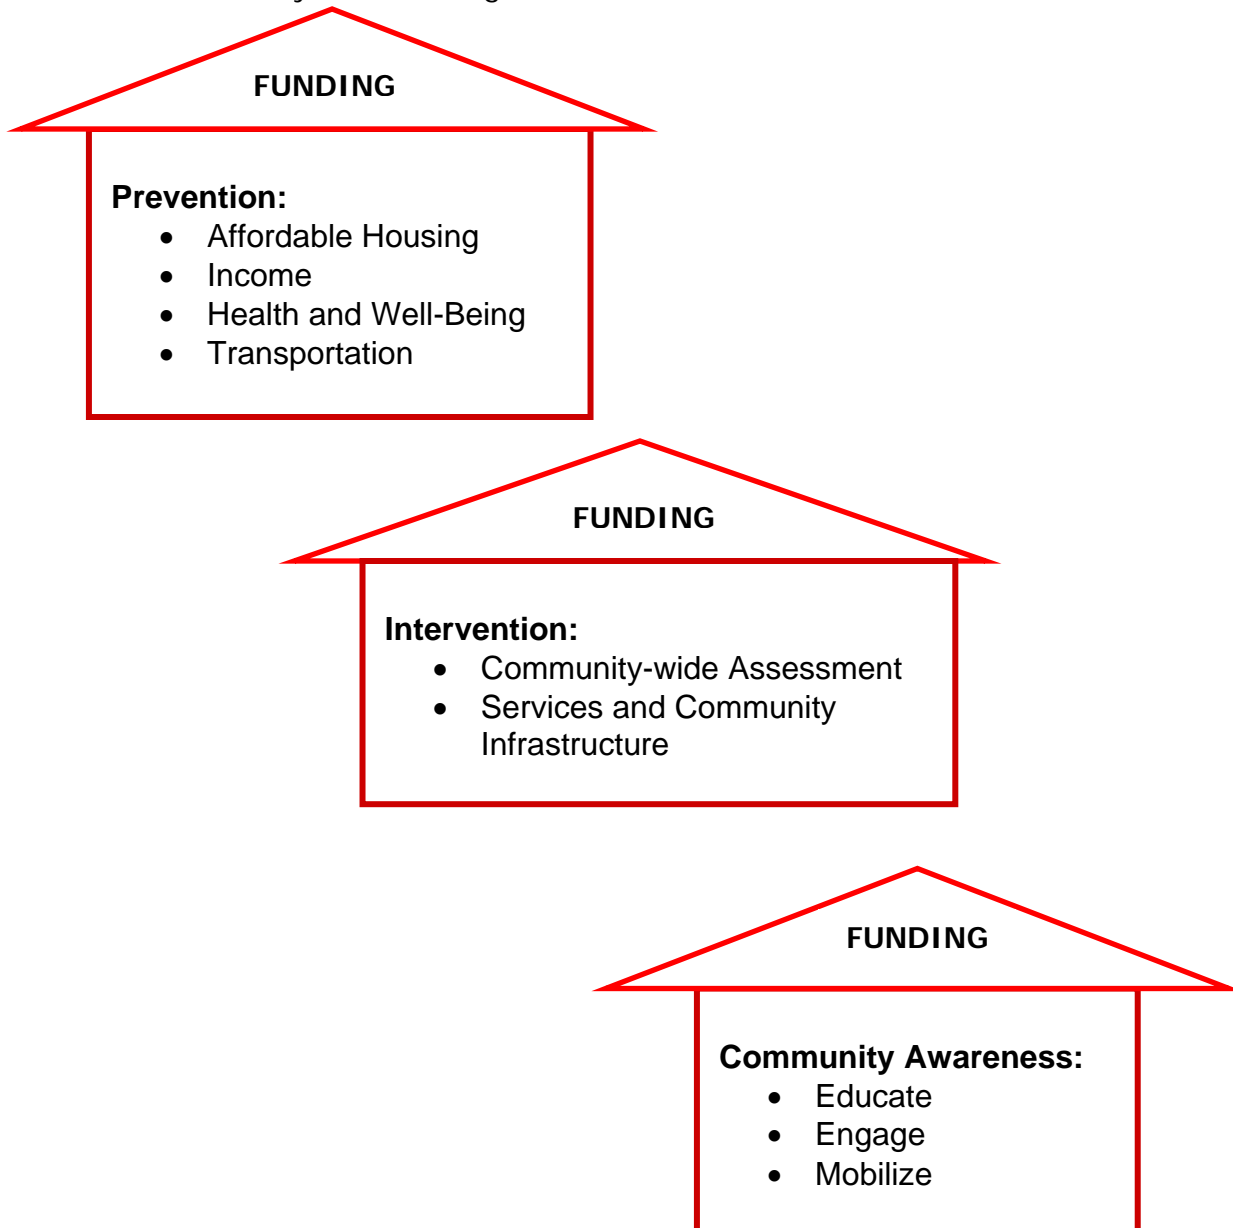 FUNDING
Prevention:
• Affordable Housing
• Income
• Health and Well-Being
• Transportation
FUNDING
Intervention:
• Community-wide Assessment
• Services and Community
Infrastructure
FUNDING
Community Awareness:
• Educate
• Engage
• Mobilize